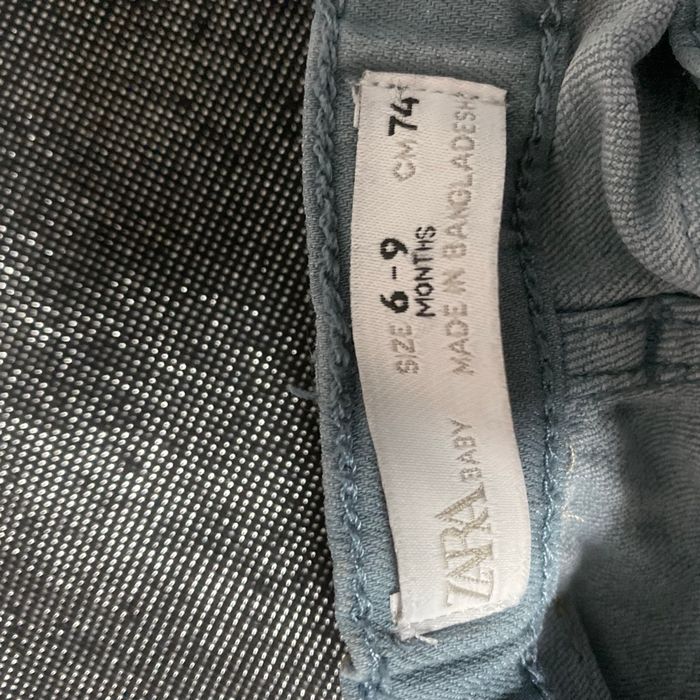 ZARA BABY
SIZE 6-9 CM 74
MONTHS
MADE IN BANGLADESH